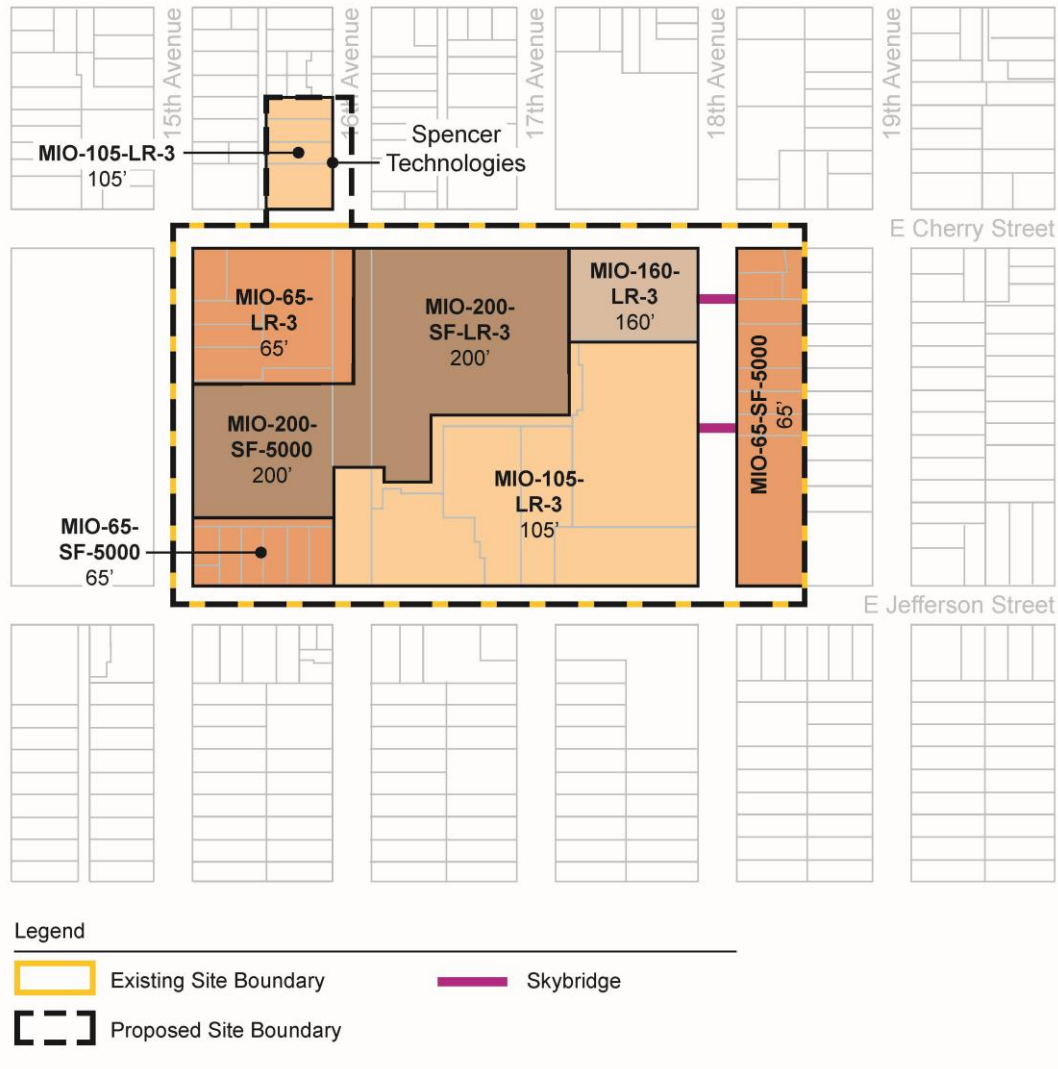 15th Avenue
16th Avenue
17th Avenue
18th Avenue
19th Avenue
MIO-105-LR-3
105’
Spencer
Technologies
E Cherry Street
MIO-65-
LR-3
65’
MIO-200-
SF-LR-3
200’
MIO-160-
LR-3
160’
MIO-65-SF-5000
65’
MIO-200-
SF-5000
200’
MIO-105-
LR-3
105’
MIO-65-
SF-5000
65’
E Jefferson Street
Legend
Existing Site Boundary
Skybridge
Proposed Site Boundary